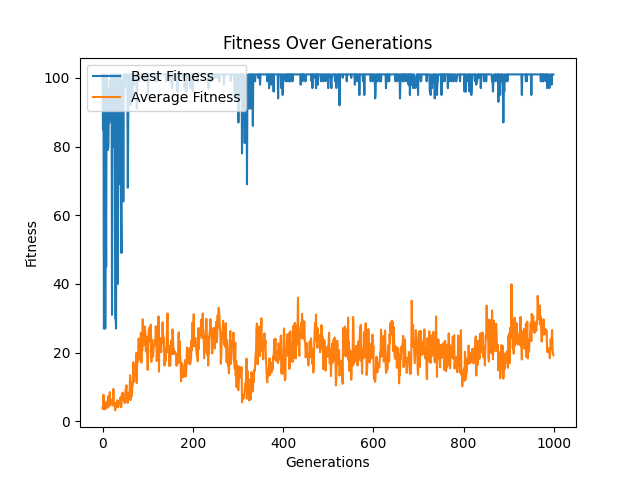 Fitness Over Generations
Best Fitness
Average Fitness
100
80
60
40
20
0
Fitness
0 200 400 600 800 1000
Generations